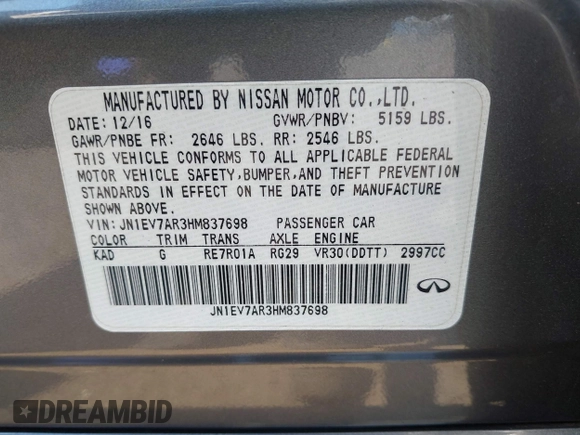 MANUFACTURED BY NISSAN MOTOR CO.,LTD.
DATE: 12/16 GVWR/PNBV: 5159 LBS.
GAWR/PNBE FR: 2646 LBS. RR: 2546 LBS.
THIS VEHICLE CONFORMS TO ALL APPLICABLE FEDERAL
MOTOR VEHICLE SAFETY,BUMPER,AND THEFT PREVENTION
STANDARDS IN EFFECT ON THE DATE OF MANUFACTURE
SHOWN ABOVE.
VIN: JN1EV7AR3HM837698 PASSENGER CAR
COLOR TRIM TRANS AXLE ENGINE
KAD G RE7R01A RG29 VR30(DDTT) 2997CC
JN1EV7AR3HM837698
DREAMBID